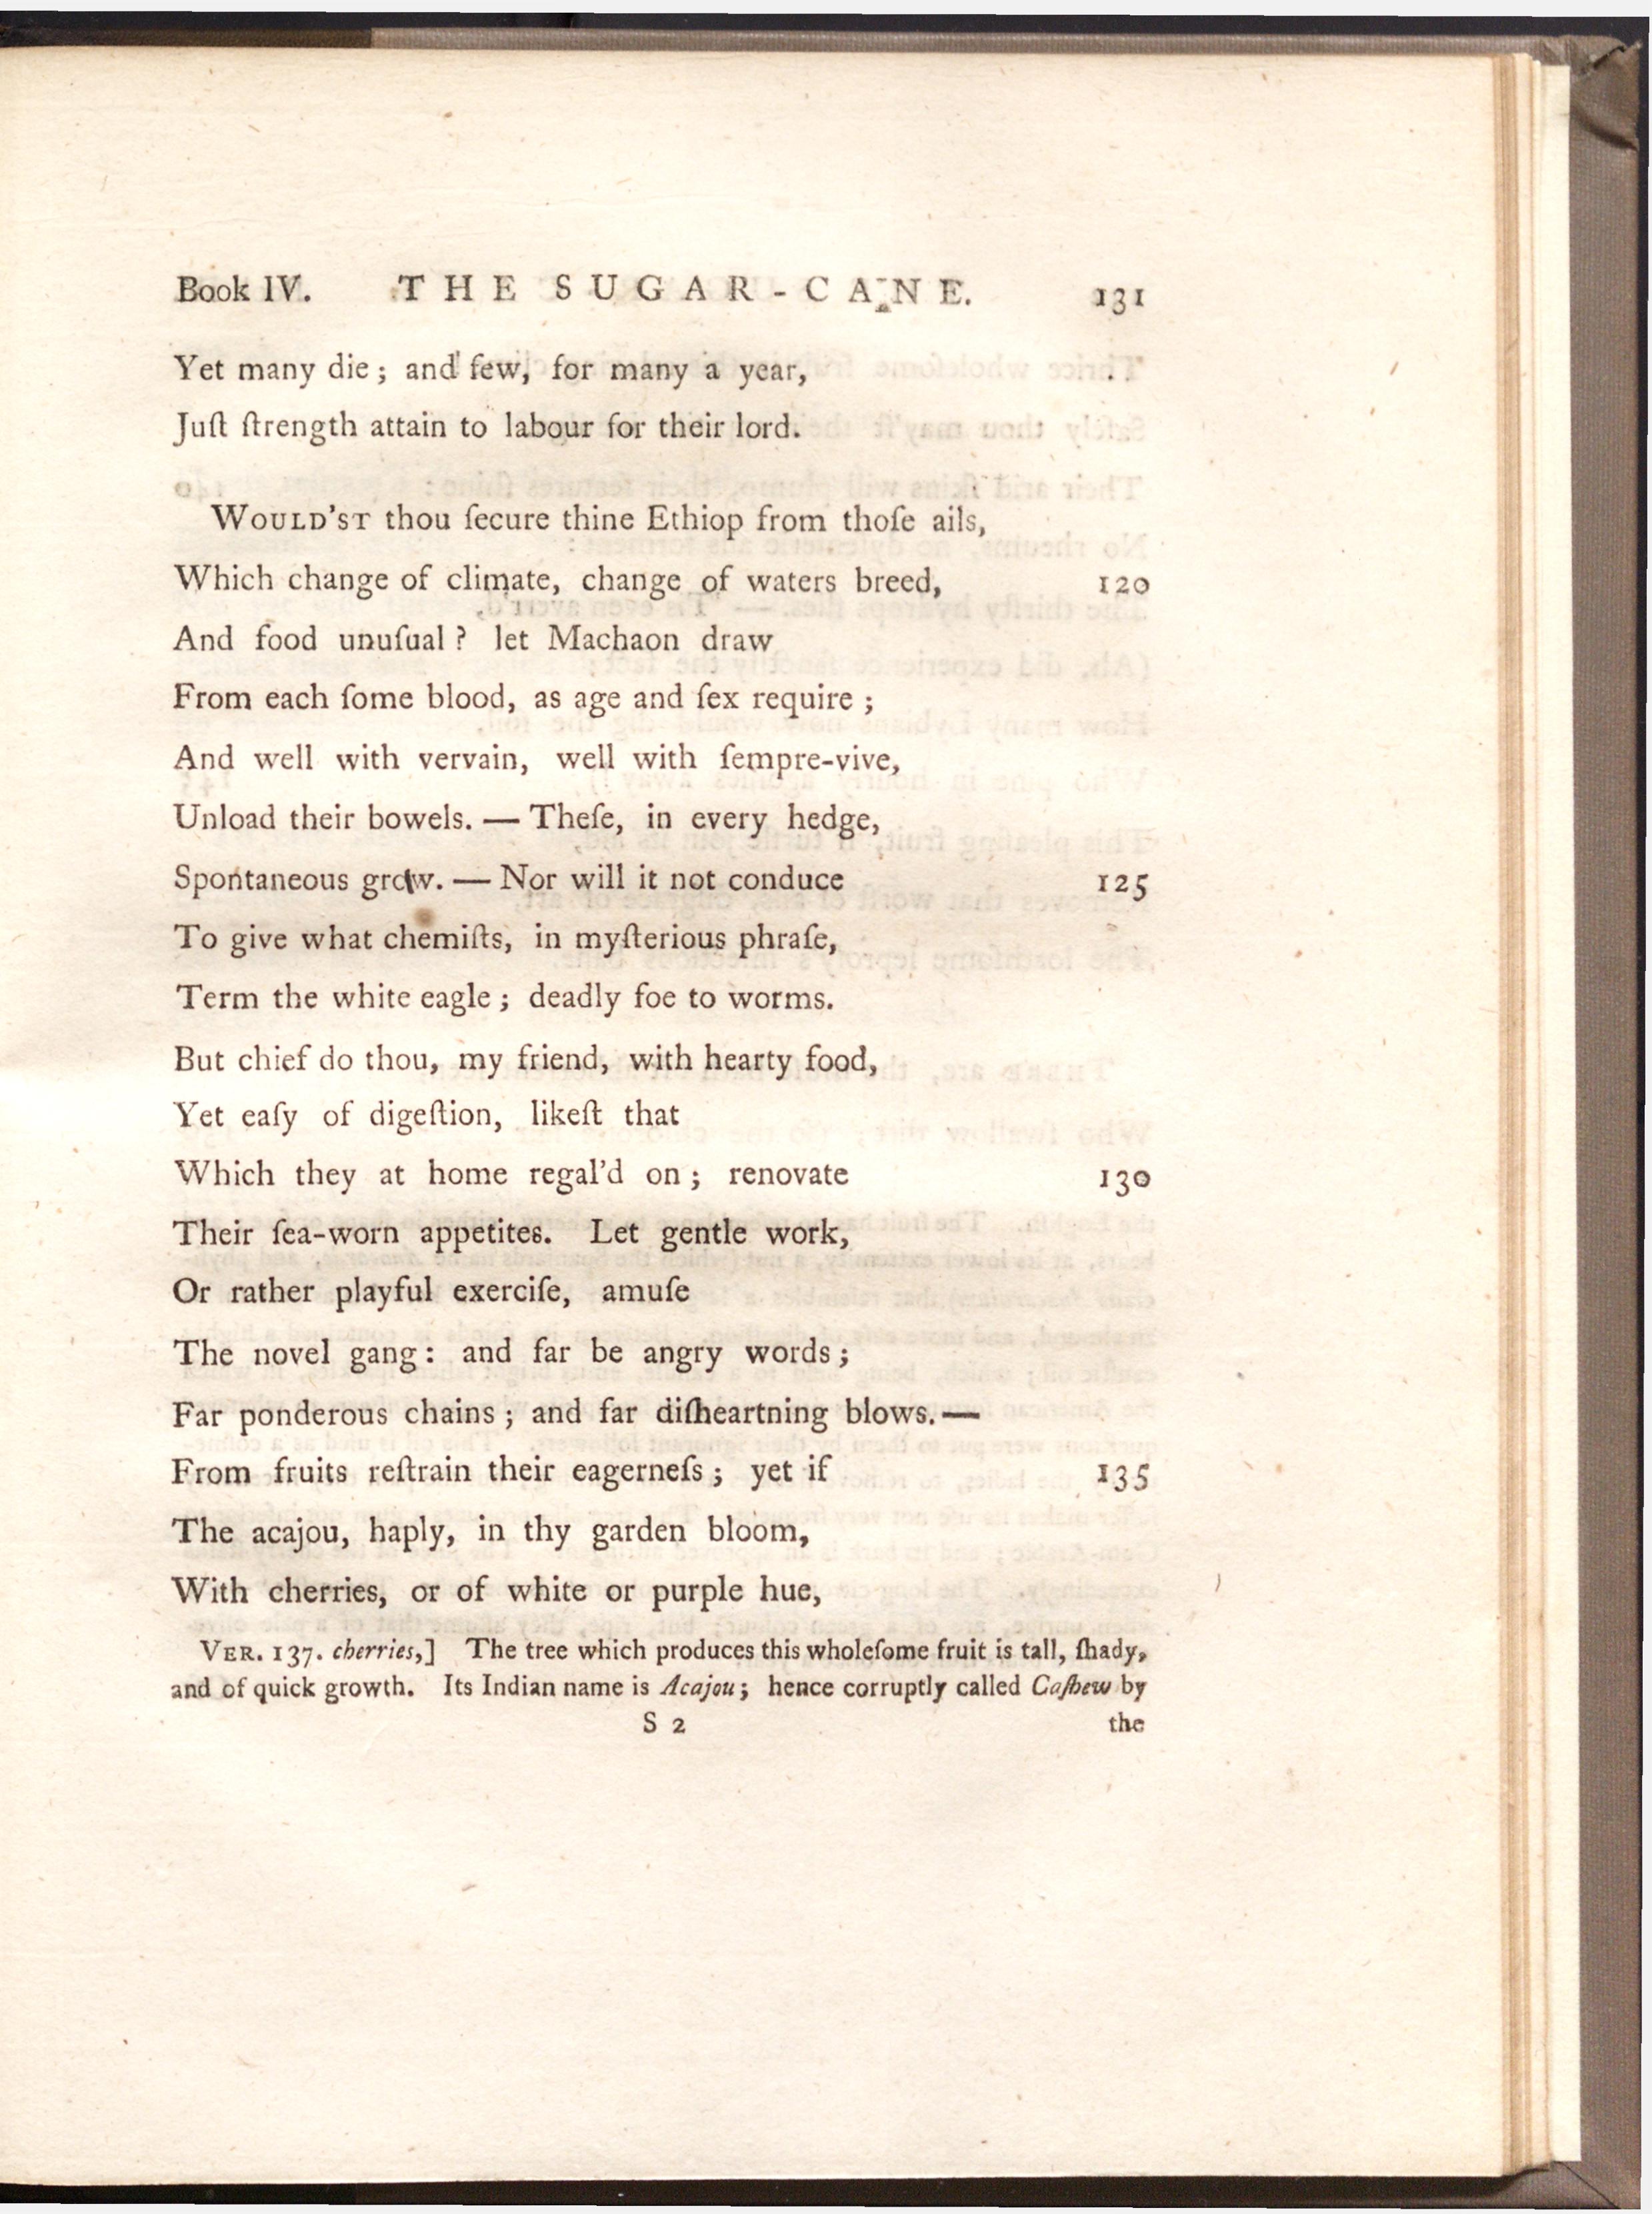 Book IV. THE SUGAR-CANE. 131
Yet many die; and few, for many a year,
Juſt ſtrength attain to labour for their lord.
WOULD'ST thou ſecure thine Ethiop from thoſe ails,
Which change of climate, change of waters breed, 120
And food unuſual? let Machaon draw
From each ſome blood, as age and ſex require;
And well with vervain, well with ſempre-vive,
Unload their bowels. — Theſe, in every hedge,
Spontaneous grow. — Nor will it not conduce 125
To give what chemiſts, in myſterious phraſe,
Term the white eagle; deadly foe to worms.
But chief do thou, my friend, with hearty food,
Yet eaſy of digeſtion, likeſt that
Which they at home regal'd on; renovate 130
Their ſea-worn appetites. Let gentle work,
Or rather playful exerciſe, amuſe
The novel gang: and far be angry words;
Far ponderous chains; and far diſheartning blows. —
From fruits reſtrain their eagerneſs; yet if 135
The acajou, haply, in thy garden bloom,
With cherries, or of white or purple hue,
VER. 137. cherries,] The tree which produces this wholeſome fruit is tall, ſhady,
and of quick growth. Its Indian name is Acajou; hence corruptly called Caſhew by
S 2 the